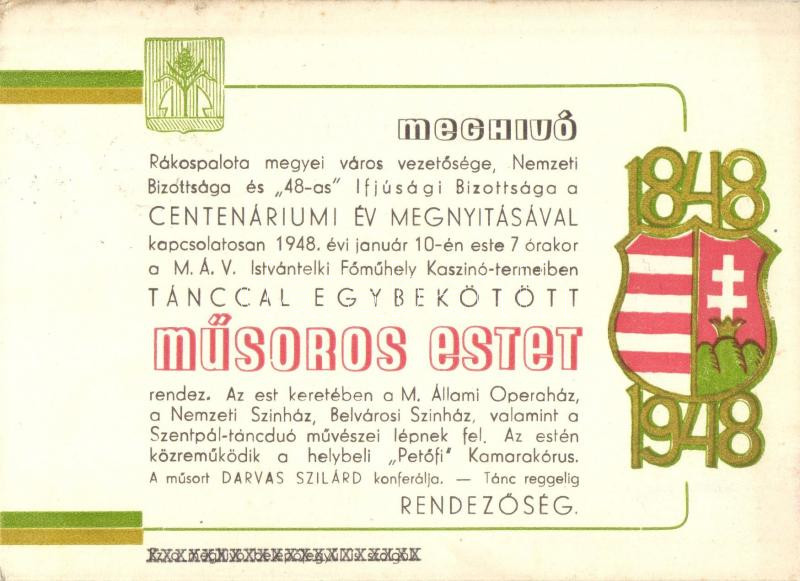 MEGHIVÓ
Rákospalota megyei város vezetősége, Nemzeti
Bizottsága és „48-as" Ifjúsági Bizottsága a
CENTENÁRIUMI ÉV MEGNYITÁSÁVAL
kapcsolatosan 1948. évi január 10-én este 7 órakor
a M. Á. V. Istvántelki Főműhely Kaszinó-termeiben
TÁNCCAL EGYBEKÖTÖTT
MŰSOROS ESTET
rendez. Az est keretében a M. Állami Operaház,
a Nemzeti Szinház, Belvárosi Szinház, valamint a
Szentpál-táncduó művészei lépnek fel. Az estén
közreműködik a helybeli „Petőfi" Kamarakórus.
A műsort DARVAS SZILÁRD konferálja. — Tánc reggelig
RENDEZŐSÉG.
1848
1948